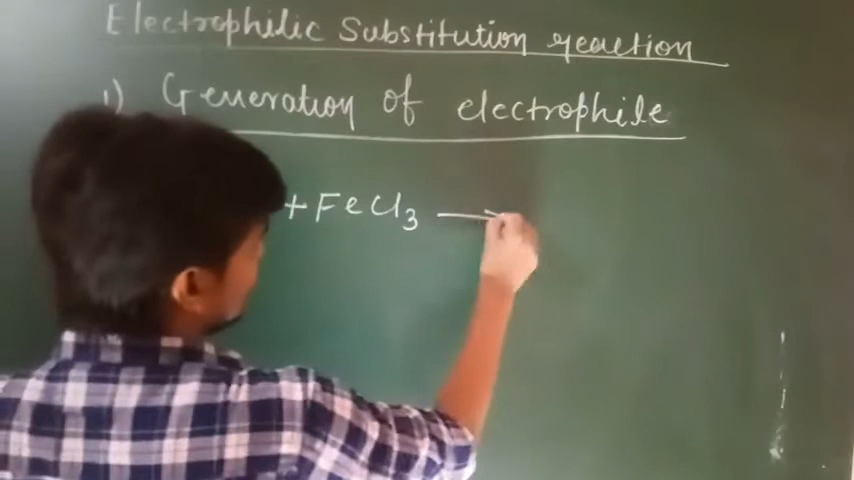 Electrophilic Substitution reaction
1) Generation of electrophile
+ FeCl₃ ⟶